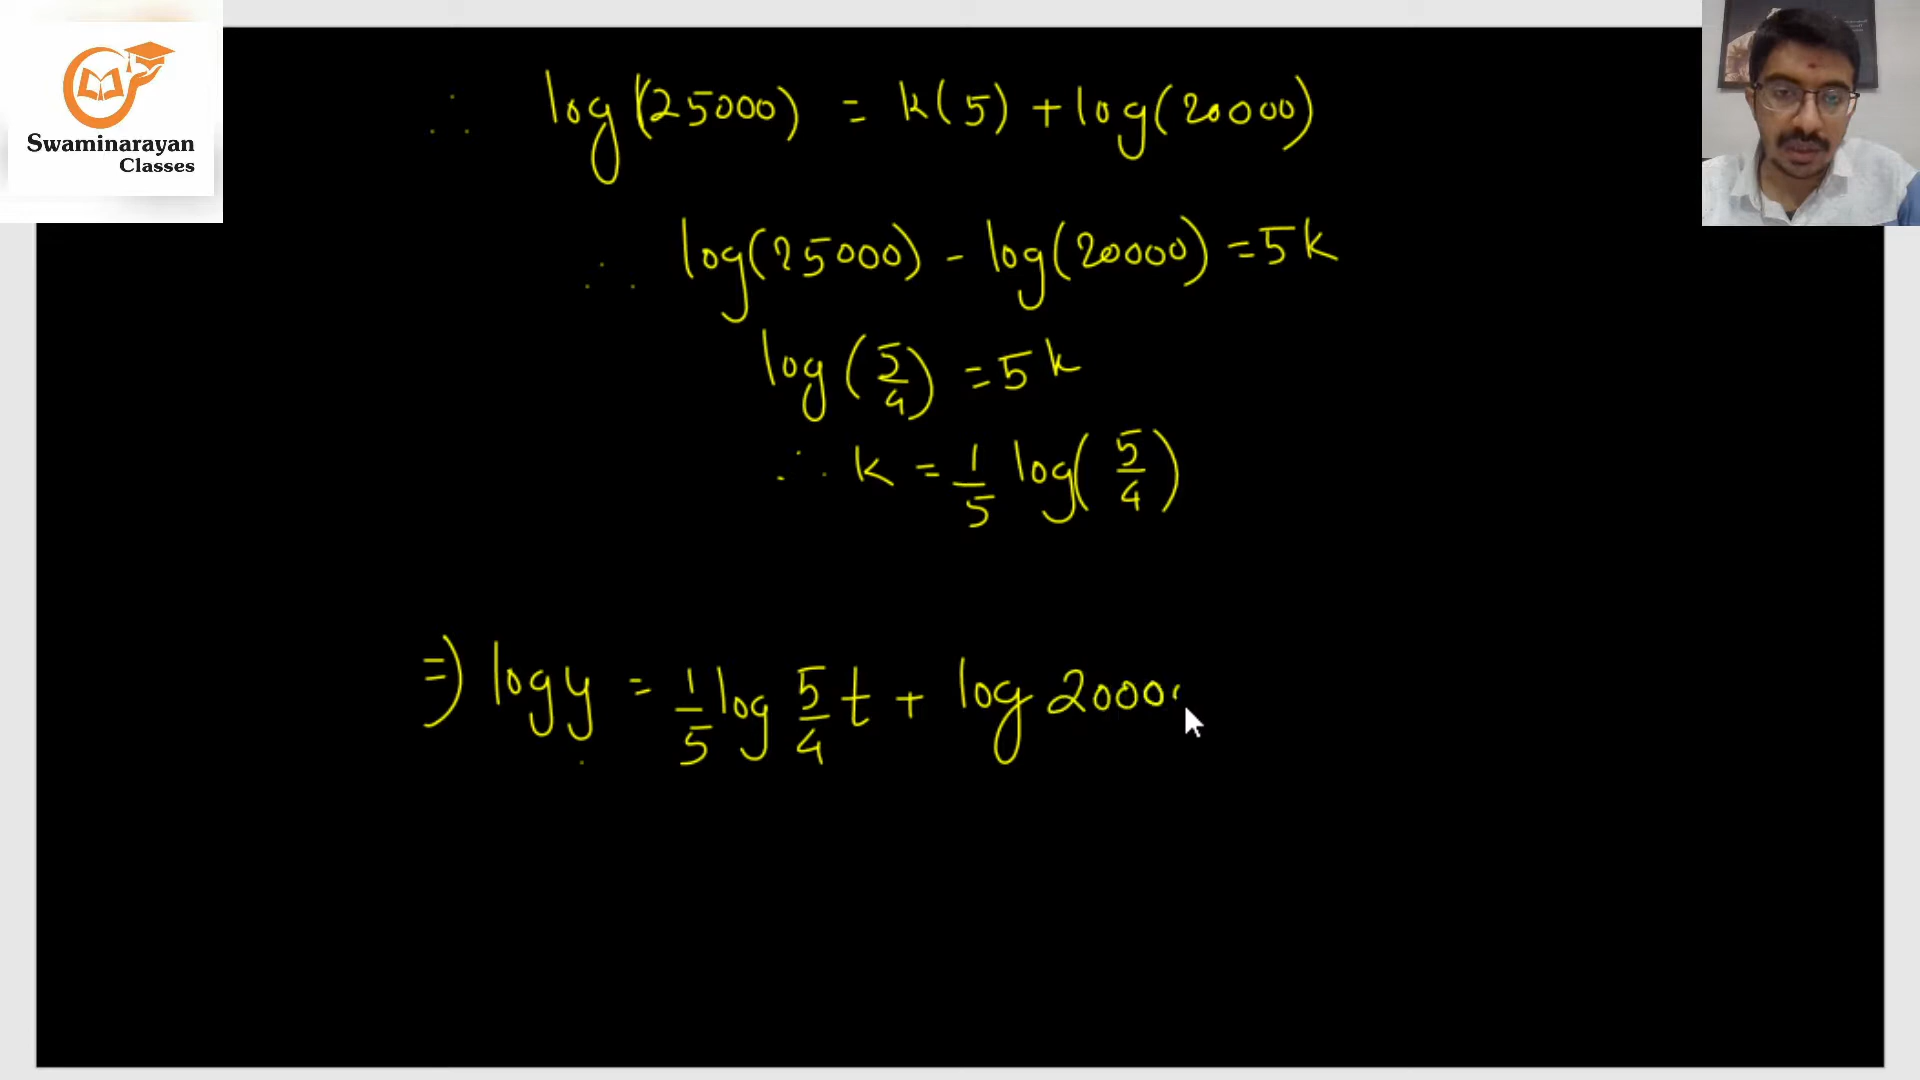 Swaminarayan
Classes
∴ log(25000) = k(5) + log(20000)
∴ log(25000) - log(20000) = 5k
log(5/4) = 5k
∴ k = 1/5 log(5/4)
⇒) log y = 1/5 log 5/4 t + log 2000